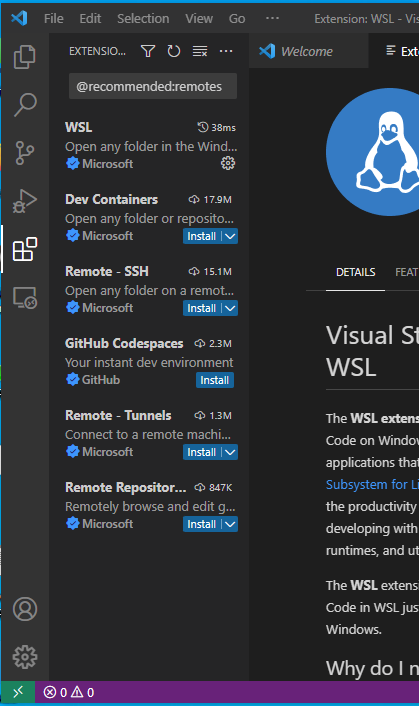 File Edit Selection View Go ··· Extension: WSL - Vis
EXTENSIO...
Welcome
Ext
@recommended:remotes
WSL 38ms
Open any folder in the Wind...
Microsoft
Dev Containers 17.9M
Open any folder or reposito...
Microsoft Install
Remote - SSH 15.1M
Open any folder on a remot...
Microsoft Install
GitHub Codespaces 2.3M
Your instant dev environment
GitHub Install
Remote - Tunnels 1.3M
Connect to a remote machi...
Microsoft Install
Remote Repositor... 847K
Remotely browse and edit g...
Microsoft Install
DETAILS FEAT
Visual St
WSL
The WSL extens
Code on Window
applications that
Subsystem for Li
the productivity
developing with
runtimes, and ut
The WSL extensi
Code in WSL jus
Windows.
Why do I n
0 0